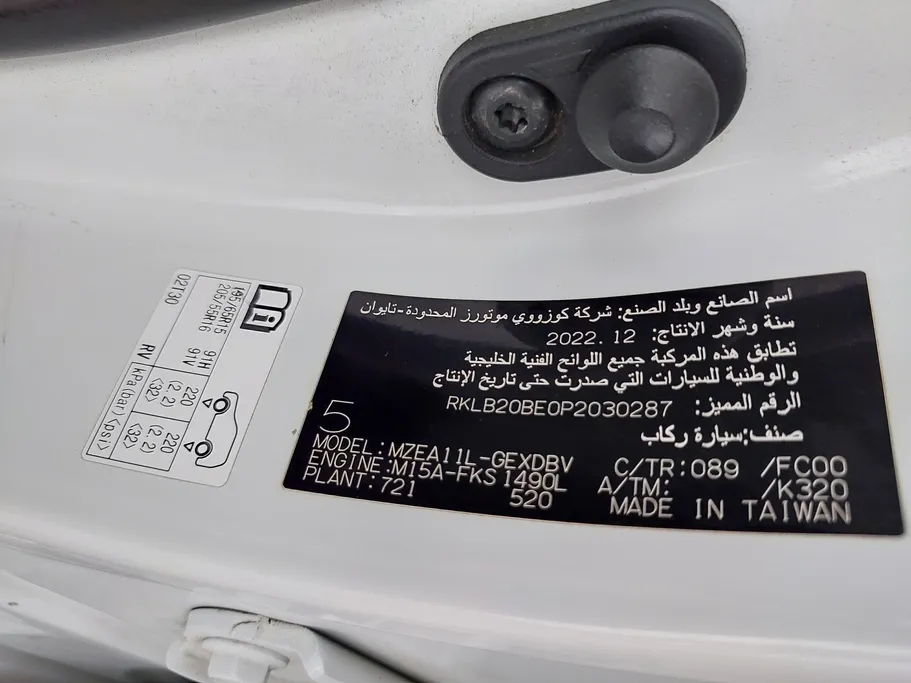 اسم الصانع وبلد الصنع: شركة كوزووي موتورز المحدودة-تايوان
سنة وشهر الانتاج: 12 .2022
تطابق هذه المركبة جميع اللوائح الفنية الخليجية
والوطنية للسيارات التي صدرت حتى تاريخ الإنتاج
الرقم المميز: RKLB20BE0P2030287
صنف:سيارة ركاب
5
MODEL:MZEA11L-GEXDBV
ENGINE:M15A-FKS 1490L
PLANT:721 520
C/TR:089 /FC00
A/TM: /K320
MADE IN TAIWAN
195/65R15 91H 220 (2.2) <32> 220 (2.2) <32>
205/55R16 91V
kPa(bar)<psi>
02T30 RV